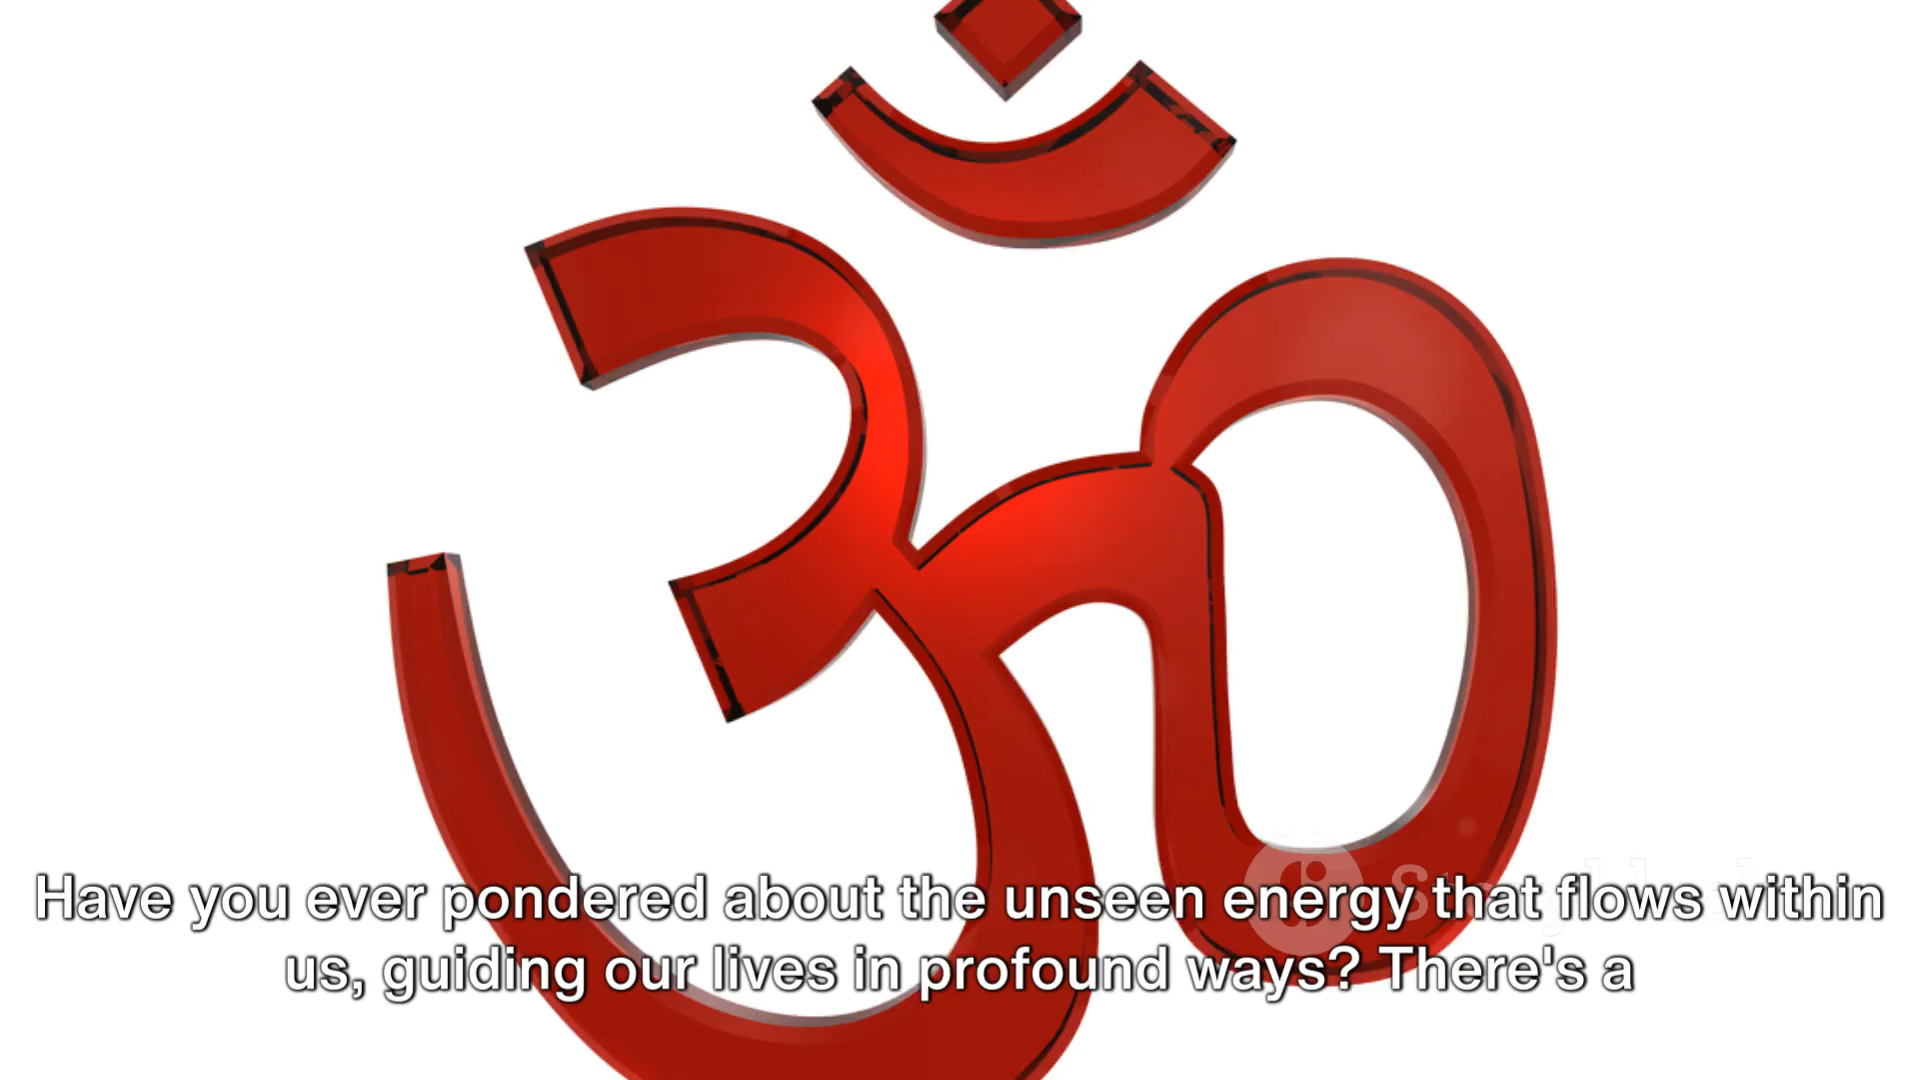 Have you ever pondered about the unseen energy that flows within
us, guiding our lives in profound ways? There's a